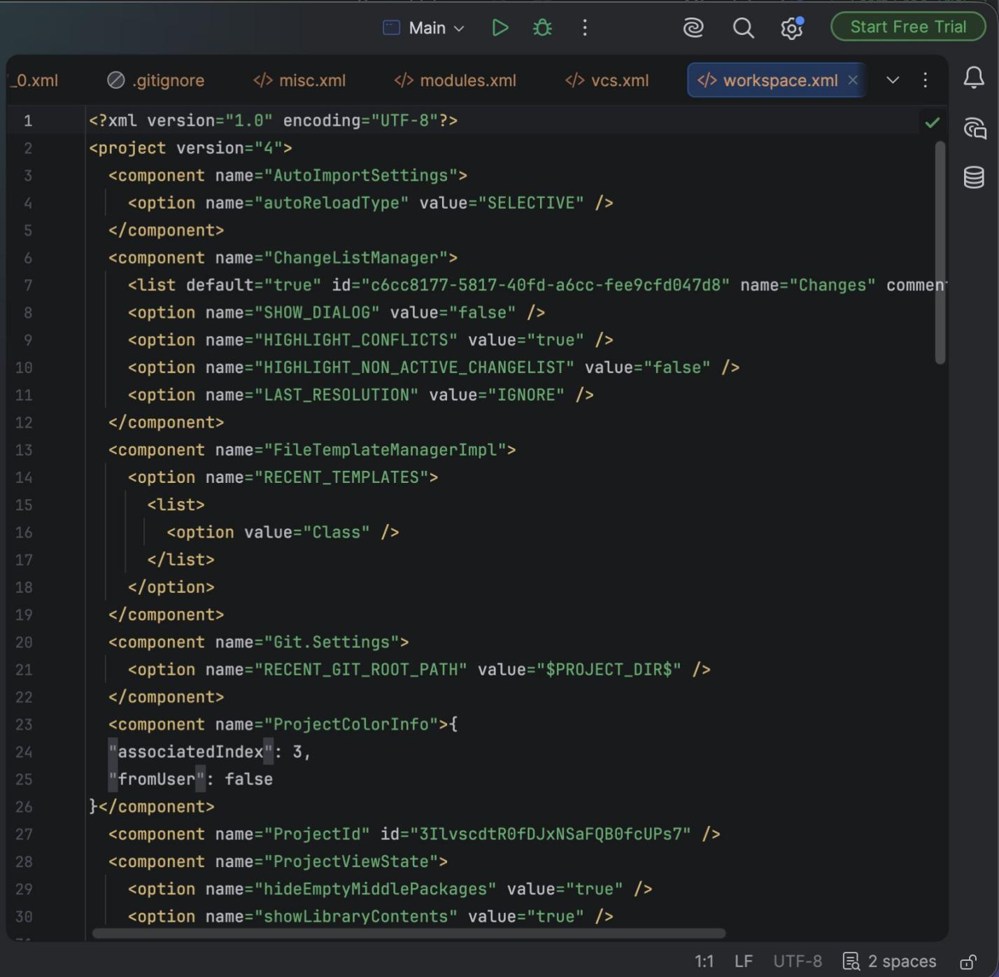 Main
Start Free Trial
_0.xml .gitignore </> misc.xml </> modules.xml </> vcs.xml </> workspace.xml
1 <?xml version="1.0" encoding="UTF-8"?>
2 <project version="4">
3 <component name="AutoImportSettings">
4 <option name="autoReloadType" value="SELECTIVE" />
5 </component>
6 <component name="ChangeListManager">
7 <list default="true" id="c6cc8177-5817-40fd-a6cc-fee9cfd047d8" name="Changes" commen
8 <option name="SHOW_DIALOG" value="false" />
9 <option name="HIGHLIGHT_CONFLICTS" value="true" />
10 <option name="HIGHLIGHT_NON_ACTIVE_CHANGELIST" value="false" />
11 <option name="LAST_RESOLUTION" value="IGNORE" />
12 </component>
13 <component name="FileTemplateManagerImpl">
14 <option name="RECENT_TEMPLATES">
15 <list>
16 <option value="Class" />
17 </list>
18 </option>
19 </component>
20 <component name="Git.Settings">
21 <option name="RECENT_GIT_ROOT_PATH" value="$PROJECT_DIR$" />
22 </component>
23 <component name="ProjectColorInfo">{
24 "associatedIndex": 3,
25 "fromUser": false
26 }</component>
27 <component name="ProjectId" id="3IlvscdtR0fDJxNSaFQB0fcUPs7" />
28 <component name="ProjectViewState">
29 <option name="hideEmptyMiddlePackages" value="true" />
30 <option name="showLibraryContents" value="true" />
1:1 LF UTF-8 2 spaces